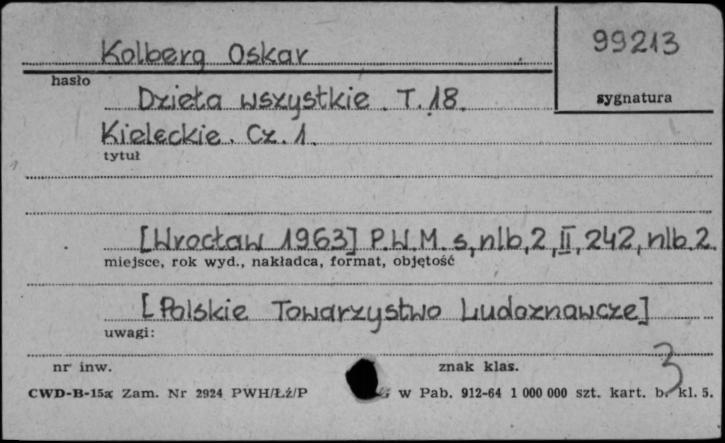 Kolberg Oskar
99213
hasło
sygnatura
Dzieła wszystkie. T. 18.
Kieleckie. Cz. 1.
tytuł
[Wrocław 1963] P.W.M. s, nlb, 2, II, 242, nlb. 2.
miejsce, rok wyd., nakładca, format, objętość
[Polskie Towarzystwo Ludoznawcze]
uwagi:
nr inw.
znak klas.
3
CWD-B-15a Zam. Nr 2924 PWH/Łź/P w Pab. 912-64 1 000 000 szt. kart. b. kl. 5.